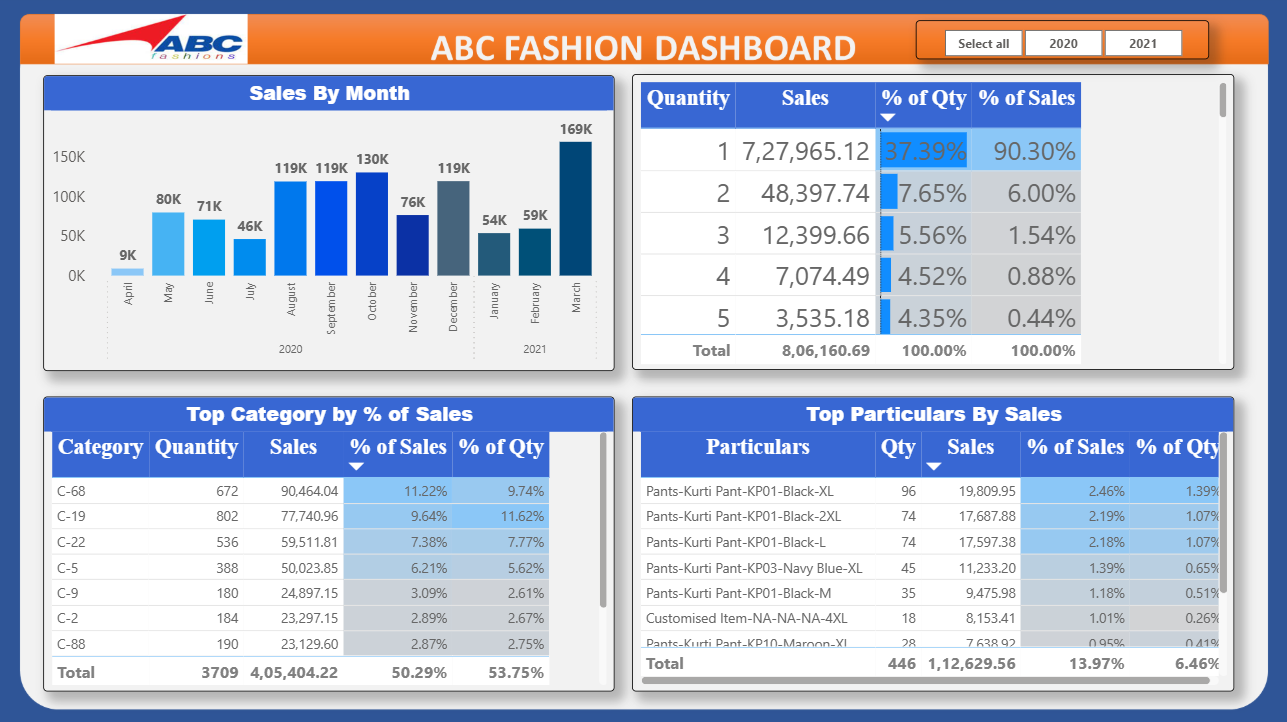 ABC
fashions
ABC FASHION DASHBOARD
Select all 2020 2021
Sales By Month
169K
150K 130K
119K 119K 119K
100K 80K 71K 76K
50K 46K 54K 59K
0K 9K
April May June July August September October November December January February March
2020 2021
Quantity Sales % of Qty % of Sales
1 7,27,965.12 37.39% 90.30%
2 48,397.74 7.65% 6.00%
3 12,399.66 5.56% 1.54%
4 7,074.49 4.52% 0.88%
5 3,535.18 4.35% 0.44%
Total 8,06,160.69 100.00% 100.00%
Top Category by % of Sales
Category Quantity Sales % of Sales % of Qty
C-68 672 90,464.04 11.22% 9.74%
C-19 802 77,740.96 9.64% 11.62%
C-22 536 59,511.81 7.38% 7.77%
C-5 388 50,023.85 6.21% 5.62%
C-9 180 24,897.15 3.09% 2.61%
C-2 184 23,297.15 2.89% 2.67%
C-88 190 23,129.60 2.87% 2.75%
Total 3709 4,05,404.22 50.29% 53.75%
Top Particulars By Sales
Particulars Qty Sales % of Sales % of Qty
Pants-Kurti Pant-KP01-Black-XL 96 19,809.95 2.46% 1.39%
Pants-Kurti Pant-KP01-Black-2XL 74 17,687.88 2.19% 1.07%
Pants-Kurti Pant-KP01-Black-L 74 17,597.38 2.18% 1.07%
Pants-Kurti Pant-KP03-Navy Blue-XL 45 11,233.20 1.39% 0.65%
Pants-Kurti Pant-KP01-Black-M 35 9,475.98 1.18% 0.51%
Customised Item-NA-NA-NA-4XL 18 8,153.41 1.01% 0.26%
Pants-Kurti Pant-KP10-Maroon-XL 28 7,638.92 0.95% 0.41%
Total 446 1,12,629.56 13.97% 6.46%